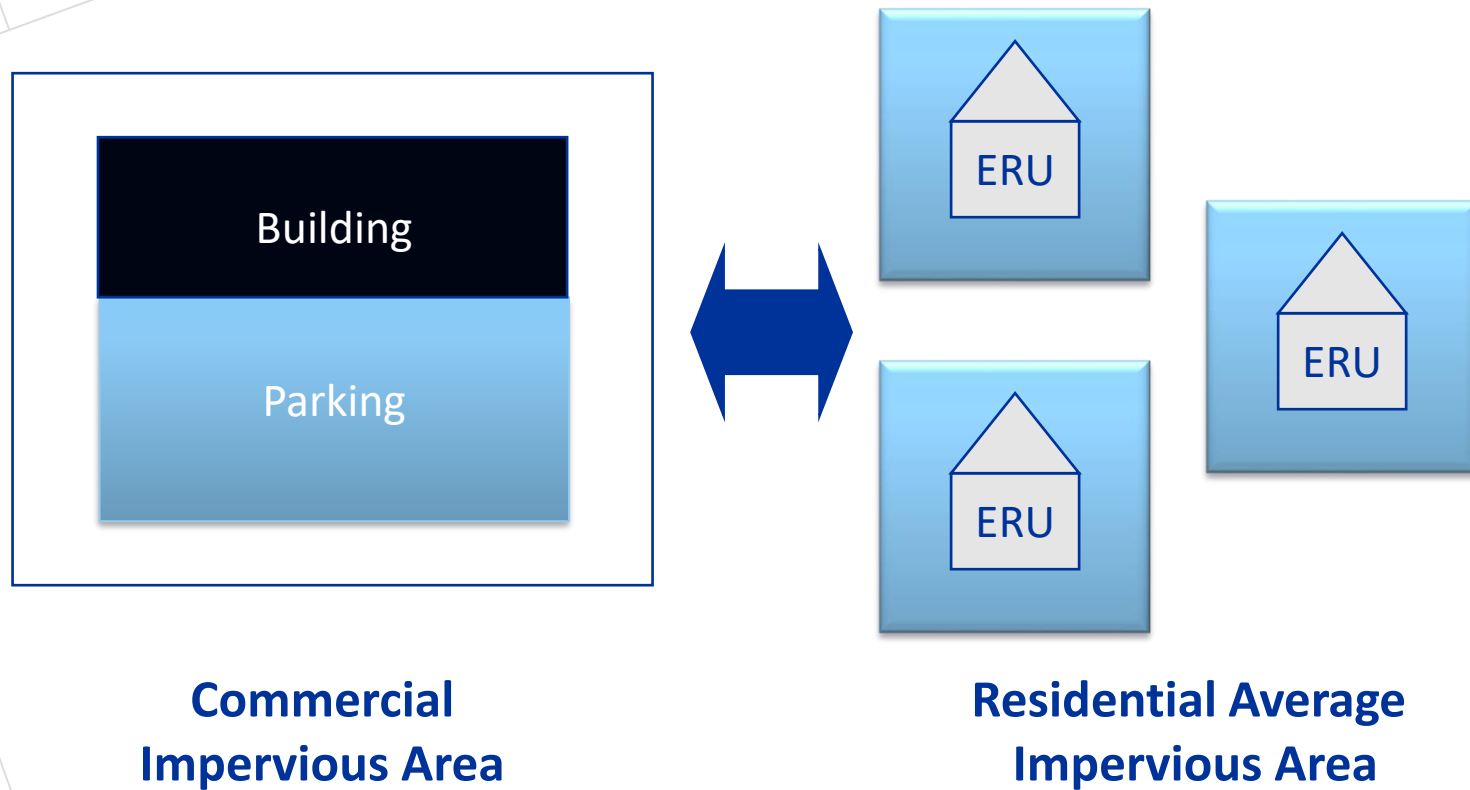 Building
Parking
ERU
ERU
ERU
Commercial
Impervious Area
Residential Average
Impervious Area